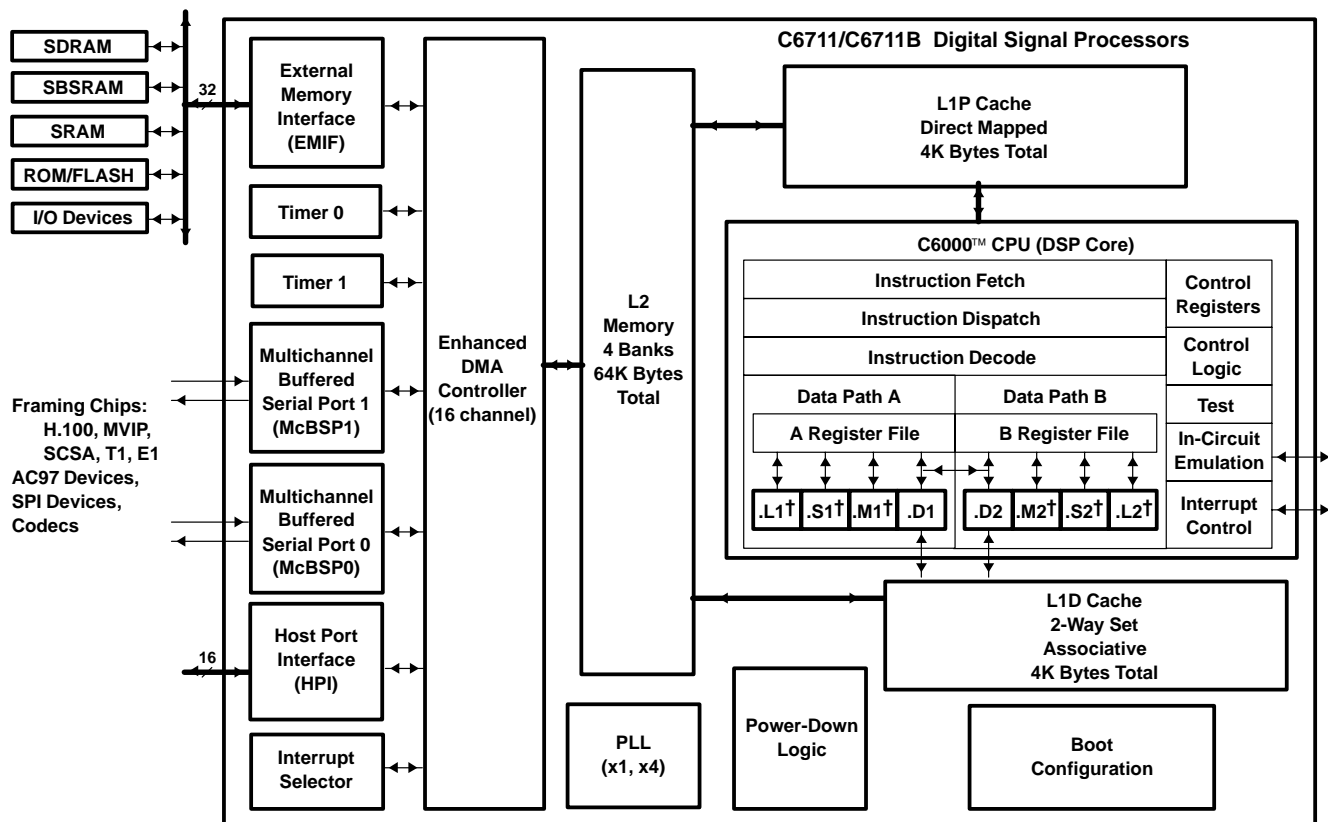 C6711/C6711B Digital Signal Processors
SDRAM
SBSRAM
SRAM
ROM/FLASH
I/O Devices
32
External
Memory
Interface
(EMIF)
Timer 0
Timer 1
Multichannel
Buffered
Serial Port 1
(McBSP1)
Framing Chips:
H.100, MVIP,
SCSA, T1, E1
AC97 Devices,
SPI Devices,
Codecs
Multichannel
Buffered
Serial Port 0
(McBSP0)
16
Host Port
Interface
(HPI)
Interrupt
Selector
Enhanced
DMA
Controller
(16 channel)
L2
Memory
4 Banks
64K Bytes
Total
L1P Cache
Direct Mapped
4K Bytes Total
C6000™ CPU (DSP Core)
Instruction Fetch
Instruction Dispatch
Instruction Decode
Data Path A
Data Path B
A Register File
B Register File
.L1†
.S1†
.M1†
.D1
.D2
.M2†
.S2†
.L2†
Control
Registers
Control
Logic
Test
In-Circuit
Emulation
Interrupt
Control
L1D Cache
2-Way Set
Associative
4K Bytes Total
PLL
(x1, x4)
Power-Down
Logic
Boot
Configuration